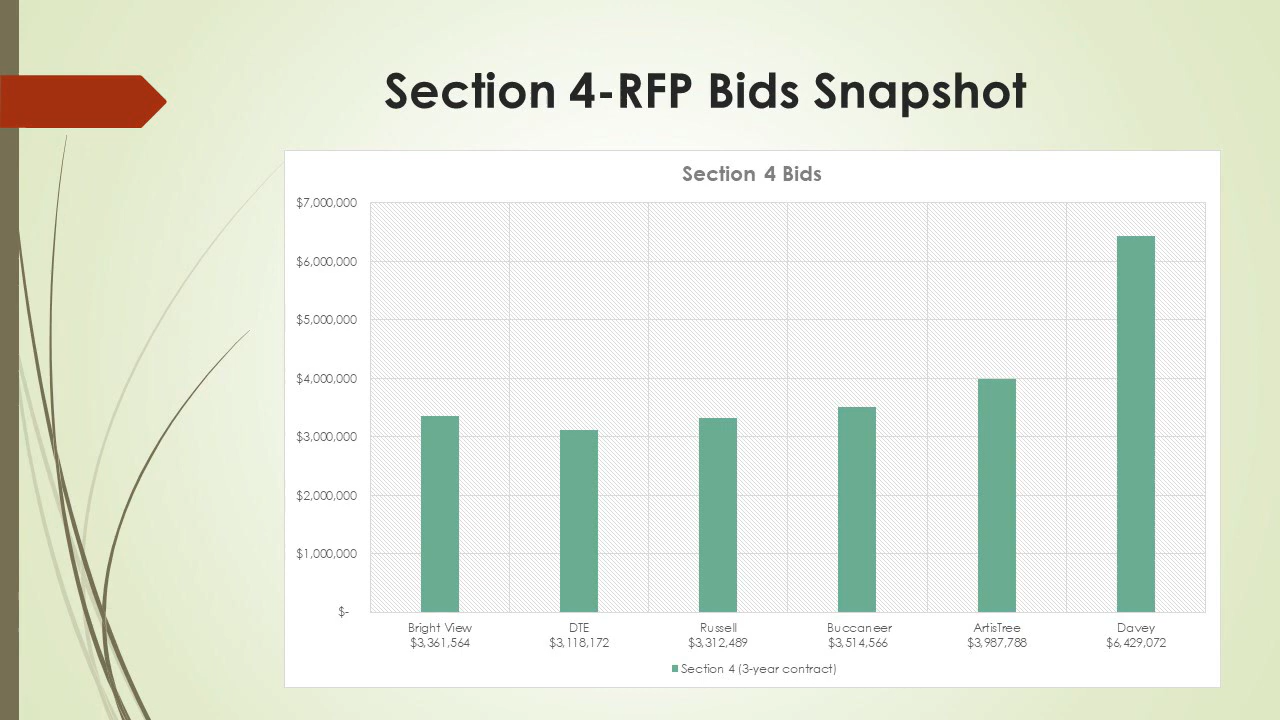 Section 4-RFP Bids Snapshot
Section 4 Bids
$7,000,000
$6,000,000
$5,000,000
$4,000,000
$3,000,000
$2,000,000
$1,000,000
$-
Bright View DTE Russell Buccaneer ArtisTree Davey
$3,361,564 $3,118,172 $3,312,489 $3,514,566 $3,987,788 $6,429,072
Section 4 (3-year contract)